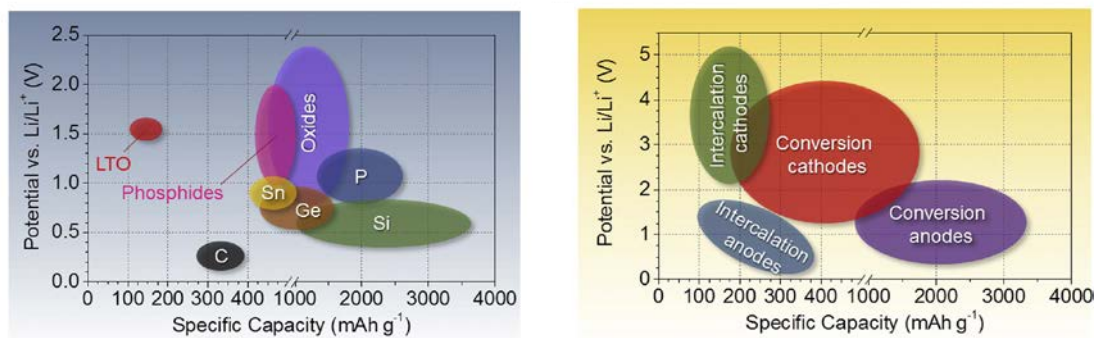 2.5
2.0
1.5
1.0
0.5
0.0
Potential vs. Li/Li⁺ (V)
LTO
Phosphides
Oxides
P
Sn
Ge
Si
C
0 100 200 300 400 1000 2000 3000 4000
Specific Capacity (mAh g⁻¹)
5
4
3
2
1
0
Potential vs. Li/Li⁺ (V)
Intercalation
cathodes
Conversion
cathodes
Intercalation
anodes
Conversion
anodes
0 100 200 300 400 1000 2000 3000 4000
Specific Capacity (mAh g⁻¹)